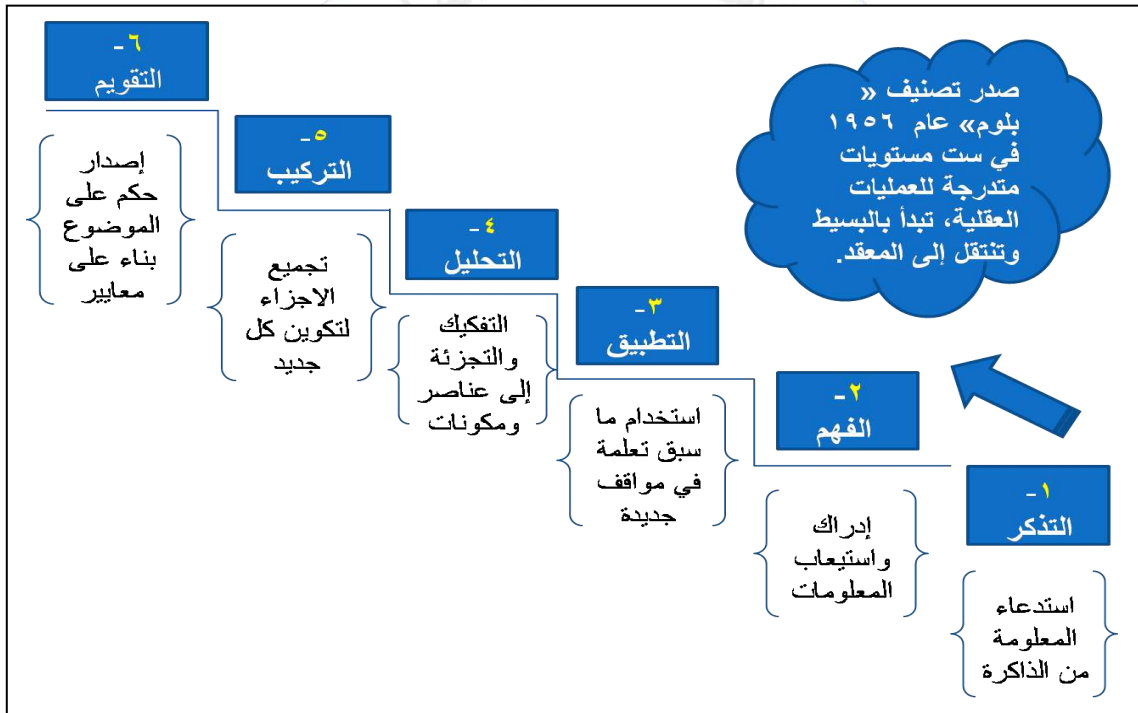 صدر تصنيف «
بلوم» عام ١٩٥٦
في ست مستويات
متدرجة للعمليات
العقلية، تبدأ بالبسيط
وتنتقل إلى المعقد.
١-
التذكر
استدعاء
المعلومة
من الذاكرة
٢-
الفهم
إدراك
واستيعاب
المعلومات
٣-
التطبيق
استخدام ما
سبق تعلمة
في مواقف
جديدة
٤-
التحليل
التفكيك
والتجزئة
إلى عناصر
ومكونات
٥-
التركيب
تجميع
الاجزاء
لتكوين كل
جديد
٦-
التقويم
إصدار
حكم على
الموضوع
بناء على
معايير